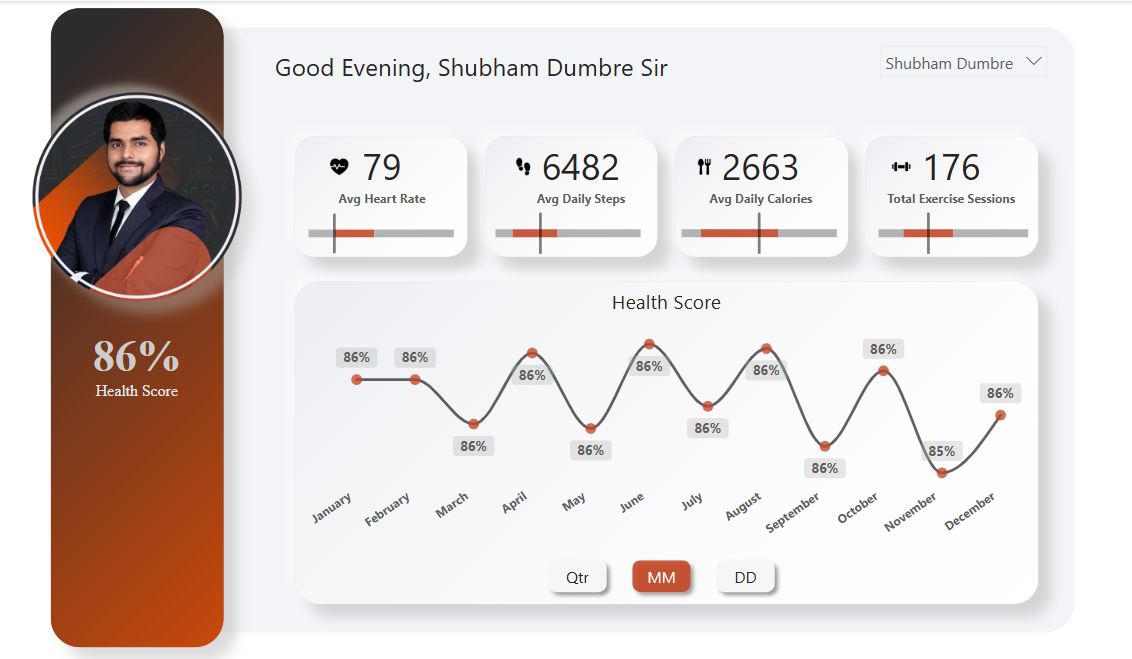 Good Evening, Shubham Dumbre Sir
Shubham Dumbre
79
Avg Heart Rate
6482
Avg Daily Steps
2663
Avg Daily Calories
176
Total Exercise Sessions
86%
Health Score
Health Score
86%
86%
86%
86%
86%
86%
86%
86%
86%
86%
85%
86%
January
February
March
April
May
June
July
August
September
October
November
December
Qtr
MM
DD